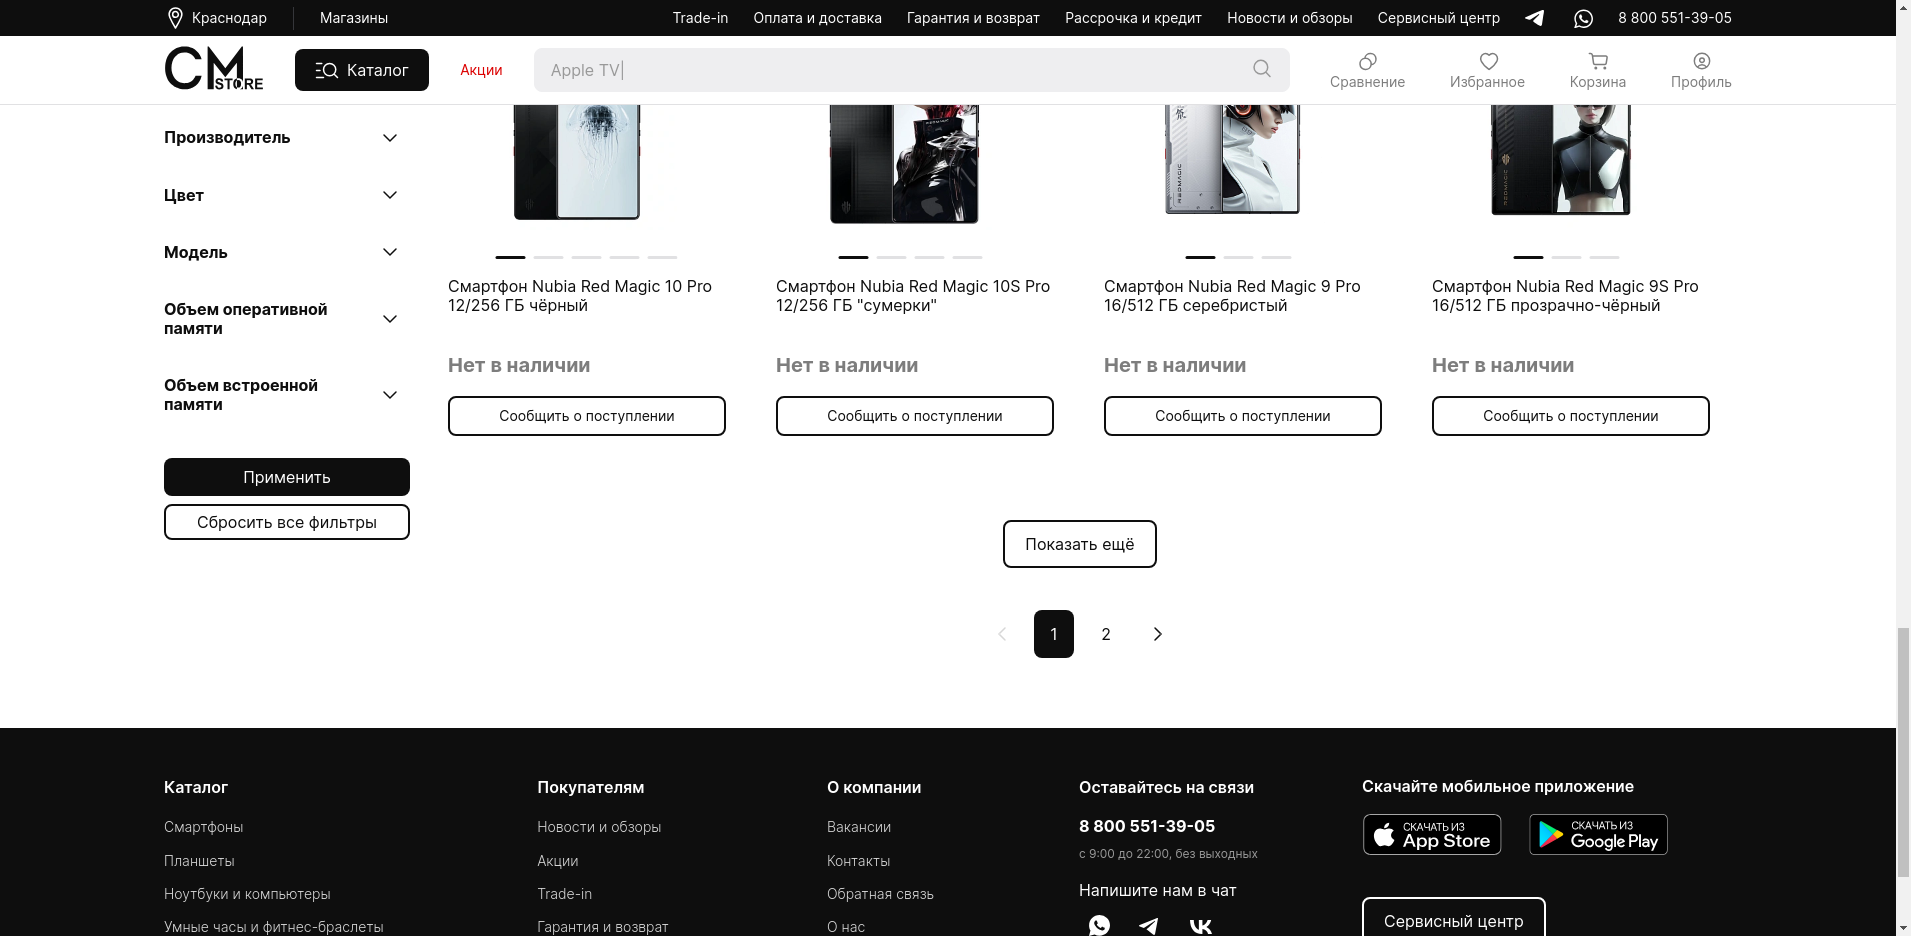 Краснодар
Магазины
Trade-in
Оплата и доставка
Гарантия и возврат
Рассрочка и кредит
Новости и обзоры
Сервисный центр
8 800 551-39-05
CM STORE
Каталог
Акции
Apple TV
Сравнение
Избранное
Корзина
Профиль
Производитель
Цвет
Модель
Объем оперативной
памяти
Объем встроенной
памяти
Применить
Сбросить все фильтры
Смартфон Nubia Red Magic 10 Pro
12/256 ГБ чёрный
Нет в наличии
Сообщить о поступлении
Смартфон Nubia Red Magic 10S Pro
12/256 ГБ "сумерки"
Нет в наличии
Сообщить о поступлении
REDMAGIC
Смартфон Nubia Red Magic 9 Pro
16/512 ГБ серебристый
Нет в наличии
Сообщить о поступлении
REDMAGIC
Смартфон Nubia Red Magic 9S Pro
16/512 ГБ прозрачно-чёрный
Нет в наличии
Сообщить о поступлении
Показать ещё
1
2
Каталог
Смартфоны
Планшеты
Ноутбуки и компьютеры
Умные часы и фитнес-браслеты
Покупателям
Новости и обзоры
Акции
Trade-in
Гарантия и возврат
О компании
Вакансии
Контакты
Обратная связь
О нас
Оставайтесь на связи
8 800 551-39-05
с 9:00 до 22:00, без выходных
Напишите нам в чат
Скачайте мобильное приложение
СКАЧАТЬ ИЗ
App Store
СКАЧАТЬ ИЗ
Google Play
Сервисный центр